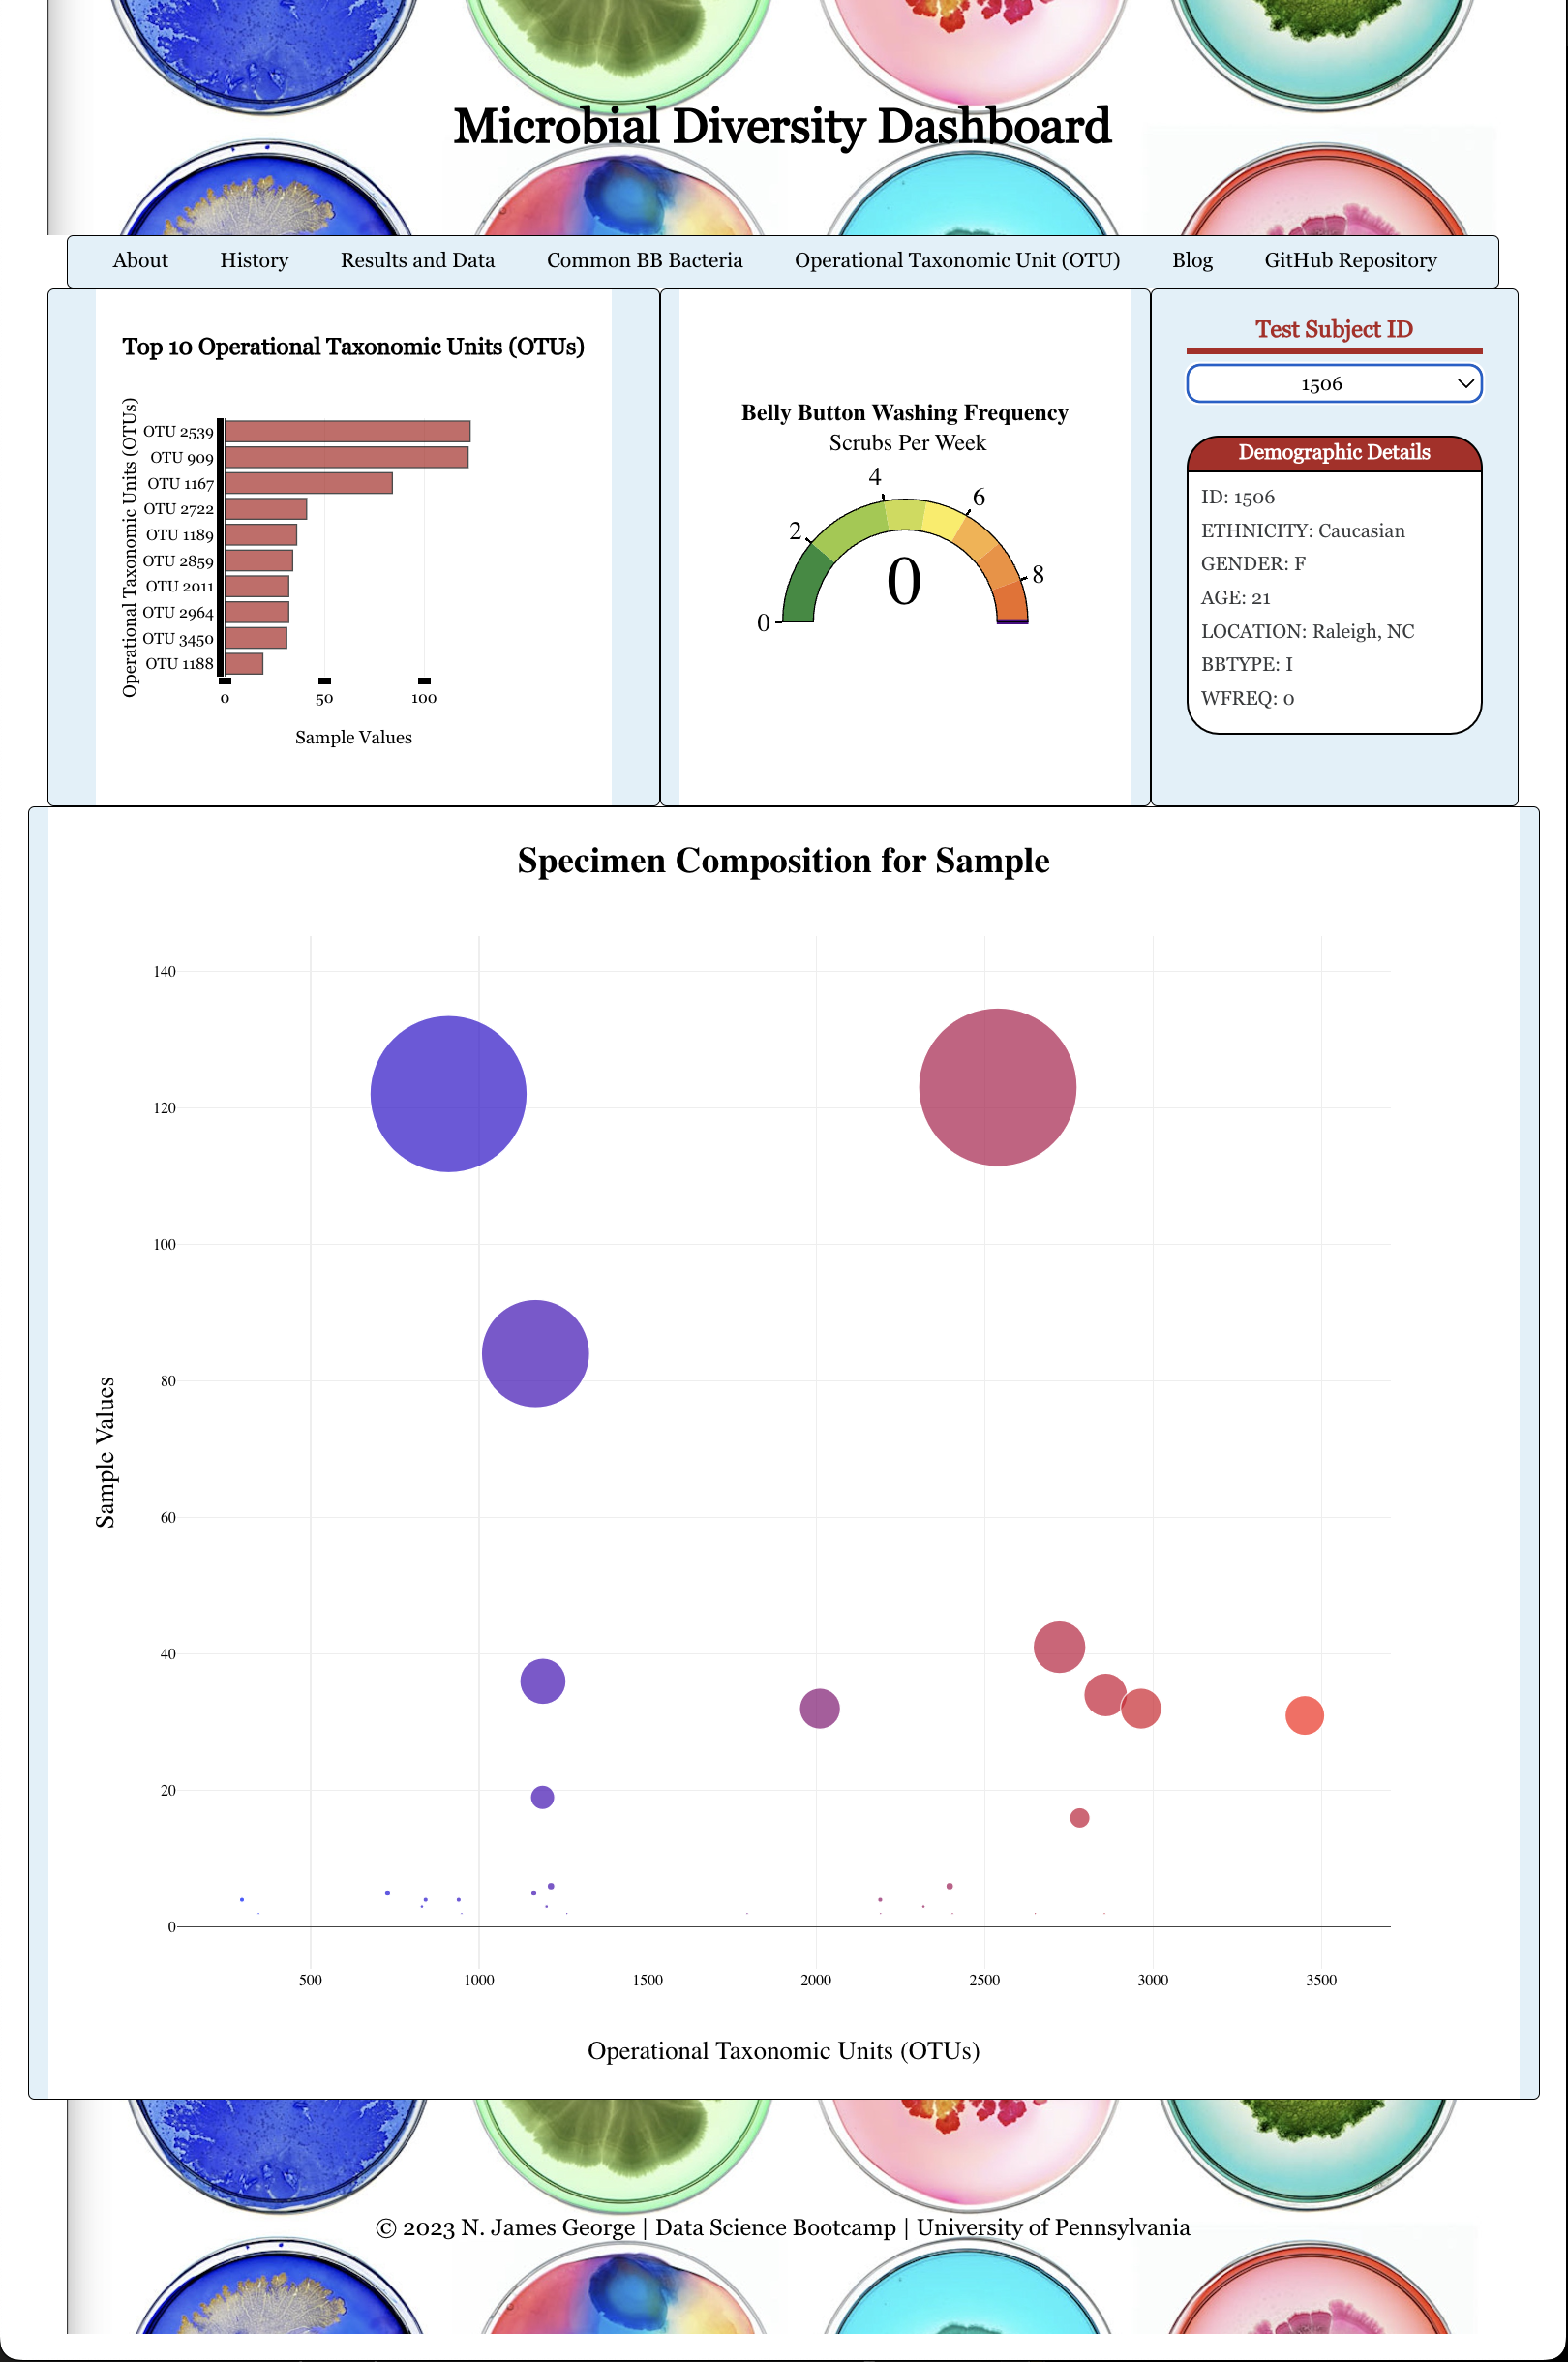 Microbial Diversity Dashboard
About History Results and Data Common BB Bacteria Operational Taxonomic Unit (OTU) Blog GitHub Repository
Top 10 Operational Taxonomic Units (OTUs)
Operational Taxonomic Units (OTUs)
OTU 2539
OTU 909
OTU 1167
OTU 2722
OTU 1189
OTU 2859
OTU 2011
OTU 2964
OTU 3450
OTU 1188
0 50 100
Sample Values
Belly Button Washing Frequency
Scrubs Per Week
0 2 4 6 8
0
Test Subject ID
1506
Demographic Details
ID: 1506
ETHNICITY: Caucasian
GENDER: F
AGE: 21
LOCATION: Raleigh, NC
BBTYPE: I
WFREQ: 0
Specimen Composition for Sample
Sample Values
140
120
100
80
60
40
20
0
500 1000 1500 2000 2500 3000 3500
Operational Taxonomic Units (OTUs)
© 2023 N. James George | Data Science Bootcamp | University of Pennsylvania